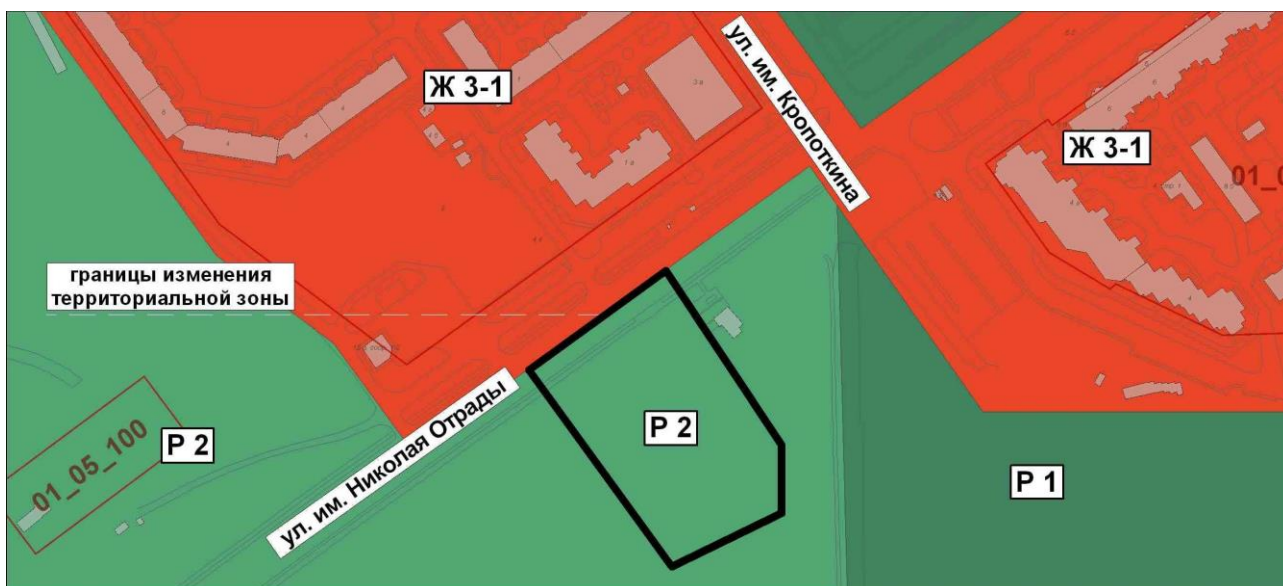 Ж 3-1
ул. им. Кропоткина
Ж 3-1
01_0
границы изменения
территориальной зоны
01_05_100
Р 2
ул. им. Николая Отрады
Р 2
Р 1